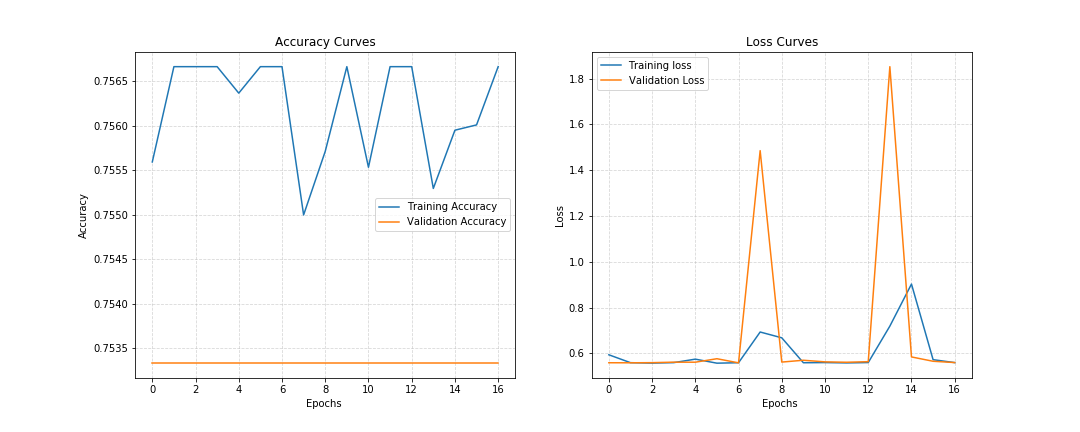 Accuracy Curves
Accuracy
0.7565
0.7560
0.7555
0.7550
0.7545
0.7540
0.7535
Training Accuracy
Validation Accuracy
0 2 4 6 8 10 12 14 16
Epochs
Loss Curves
Loss
1.8
1.6
1.4
1.2
1.0
0.8
0.6
Training loss
Validation Loss
0 2 4 6 8 10 12 14 16
Epochs